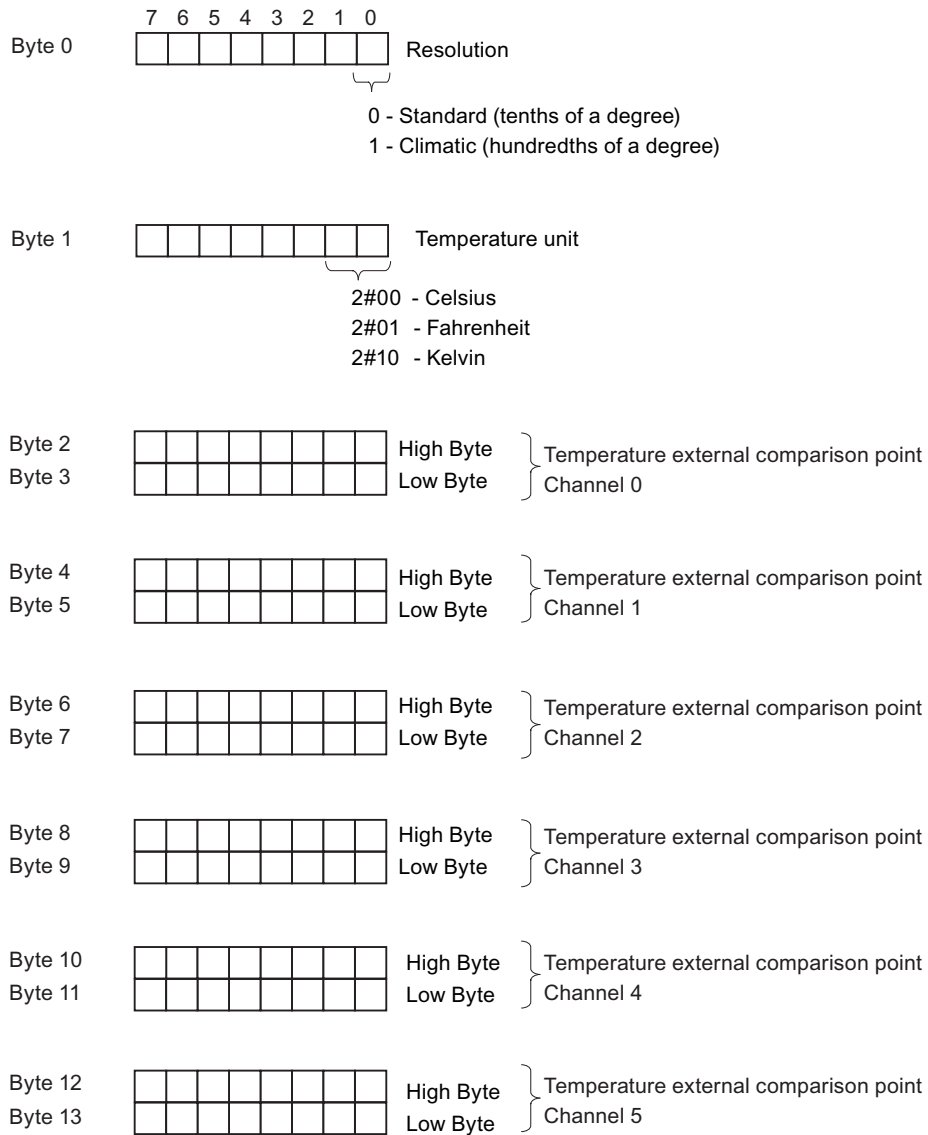 7 6 5 4 3 2 1 0
Byte 0 Resolution
0 - Standard (tenths of a degree)
1 - Climatic (hundredths of a degree)
Byte 1 Temperature unit
2#00 - Celsius
2#01 - Fahrenheit
2#10 - Kelvin
Byte 2 High Byte Temperature external comparison point
Byte 3 Low Byte Channel 0
Byte 4 High Byte Temperature external comparison point
Byte 5 Low Byte Channel 1
Byte 6 High Byte Temperature external comparison point
Byte 7 Low Byte Channel 2
Byte 8 High Byte Temperature external comparison point
Byte 9 Low Byte Channel 3
Byte 10 High Byte Temperature external comparison point
Byte 11 Low Byte Channel 4
Byte 12 High Byte Temperature external comparison point
Byte 13 Low Byte Channel 5